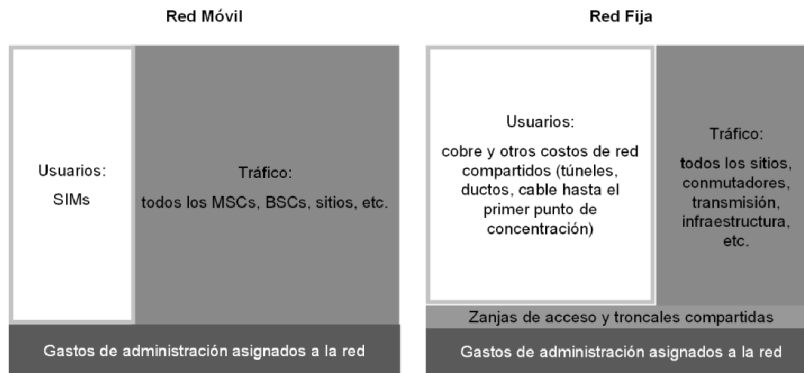 Red Móvil
Usuarios:
SIMs
Tráfico:
todos los MSCs, BSCs, sitios, etc.
Gastos de administración asignados a la red
Red Fija
Usuarios:
cobre y otros costos de red
compartidos (túneles,
ductos, cable hasta el
primer punto de
concentración)
Tráfico:
todos los sitios,
conmutadores,
transmisión,
infraestructura,
etc.
Zanjas de acceso y troncales compartidas
Gastos de administración asignados a la red